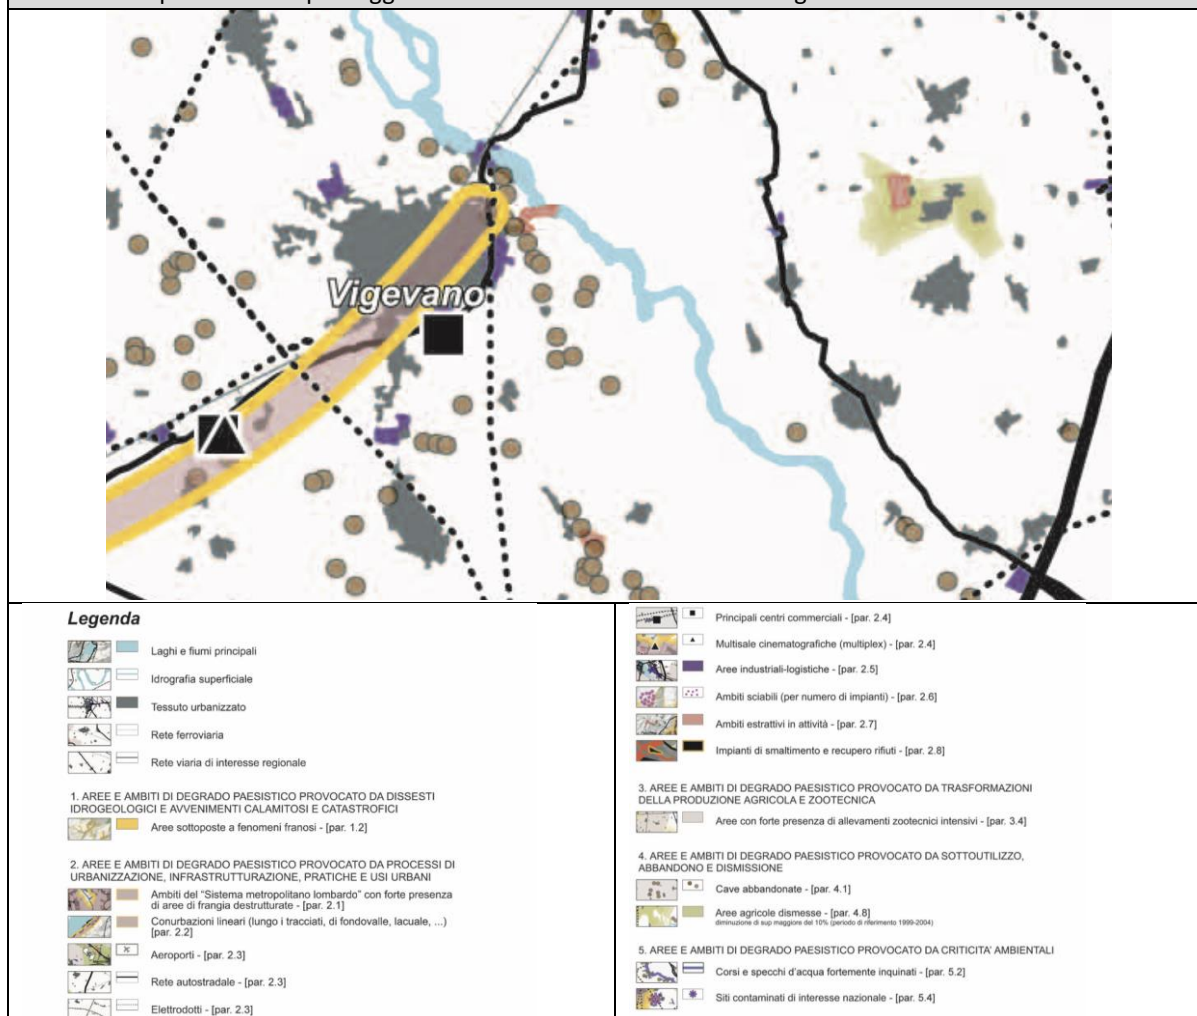 Vigevano
Legenda
Laghi e fiumi principali
Idrografia superficiale
Tessuto urbanizzato
Rete ferroviaria
Rete viaria di interesse regionale
1. AREE E AMBITI DI DEGRADO PAESISTICO PROVOCATO DA DISSESTI
IDROGEOLOGICI E AVVENIMENTI CALAMITOSI E CATASTROFICI
Aree sottoposte a fenomeni franosi - [par. 1.2]
2. AREE E AMBITI DI DEGRADO PAESISTICO PROVOCATO DA PROCESSI DI
URBANIZZAZIONE, INFRASTRUTTURAZIONE, PRATICHE E USI URBANI
Ambiti del "Sistema metropolitano lombardo" con forte presenza
di aree di frangia destrutturate - [par. 2.1]
Conurbazioni lineari (lungo i tracciati, di fondovalle, lacuale, ...)
[par. 2.2]
Aeroporti - [par. 2.3]
Rete autostradale - [par. 2.3]
Elettrodotti - [par. 2.3]
Principali centri commerciali - [par. 2.4]
Multisale cinematografiche (multiplex) - [par. 2.4]
Aree industriali-logistiche - [par. 2.5]
Ambiti sciabili (per numero di impianti) - [par. 2.6]
Ambiti estrattivi in attività - [par. 2.7]
Impianti di smaltimento e recupero rifiuti - [par. 2.8]
3. AREE E AMBITI DI DEGRADO PAESISTICO PROVOCATO DA TRASFORMAZIONI
DELLA PRODUZIONE AGRICOLA E ZOOTECNICA
Aree con forte presenza di allevamenti zootecnici intensivi - [par. 3.4]
4. AREE E AMBITI DI DEGRADO PAESISTICO PROVOCATO DA SOTTOUTILIZZO,
ABBANDONO E DISMISSIONE
Cave abbandonate - [par. 4.1]
Aree agricole dismesse - [par. 4.8]
diminuzione di sup maggiore del 10% (periodo di riferimento 1999-2004)
5. AREE E AMBITI DI DEGRADO PAESISTICO PROVOCATO DA CRITICITA' AMBIENTALI
Corsi e specchi d'acqua fortemente inquinati - [par. 5.2]
Siti contaminati di interesse nazionale - [par. 5.4]